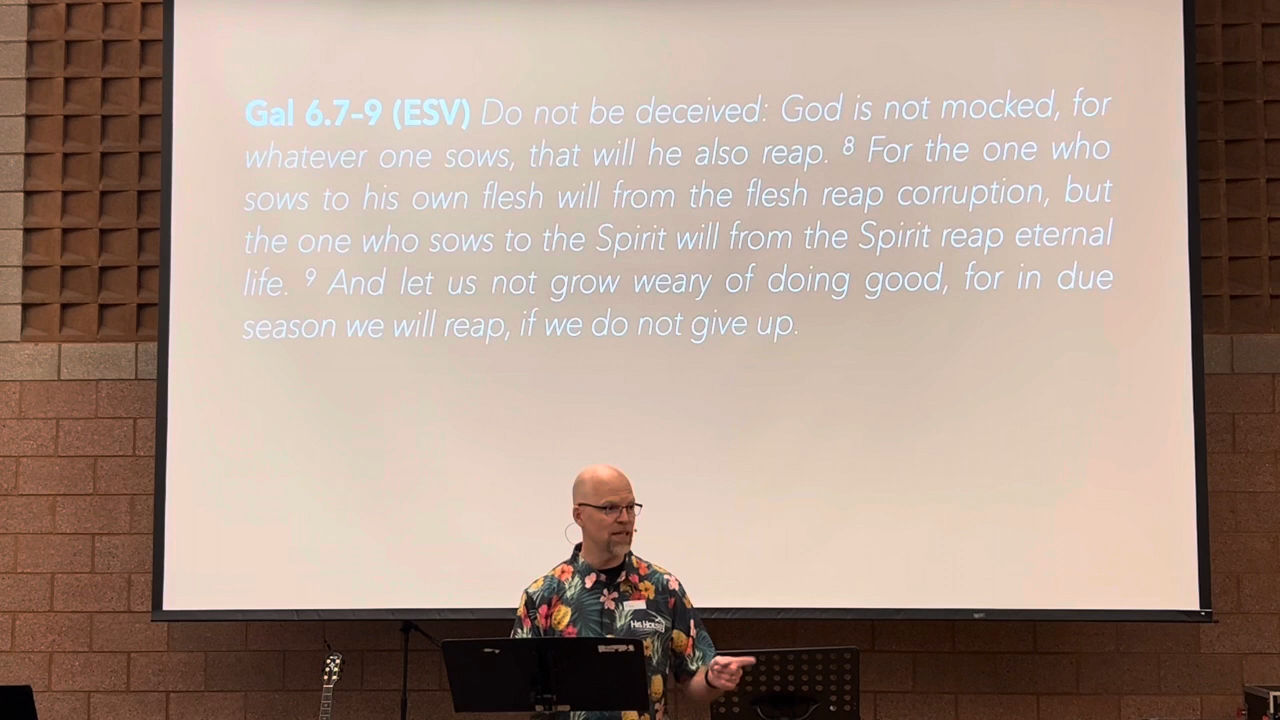 Gal 6.7-9 (ESV) Do not be deceived: God is not mocked, for
whatever one sows, that will he also reap. ⁸ For the one who
sows to his own flesh will from the flesh reap corruption, but
the one who sows to the Spirit will from the Spirit reap eternal
life. ⁹ And let us not grow weary of doing good, for in due
season we will reap, if we do not give up.
His House